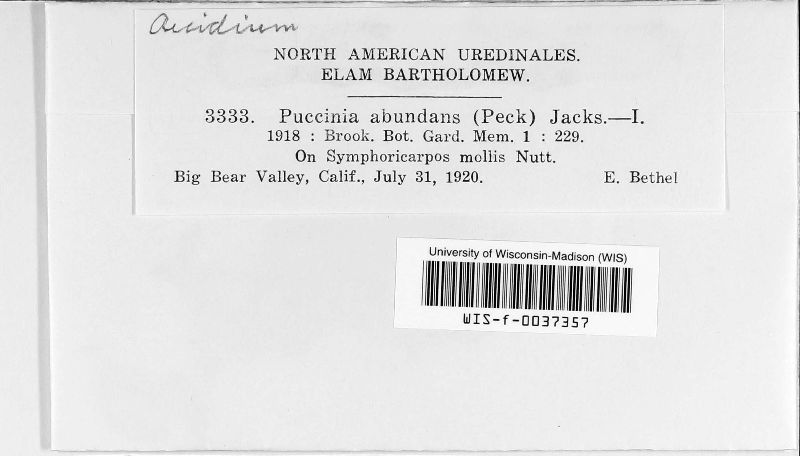 Aecidium
NORTH AMERICAN UREDINALES.
ELAM BARTHOLOMEW.
3333. Puccinia abundans (Peck) Jacks.—I.
1918 : Brook. Bot. Gard. Mem. 1 : 229.
On Symphoricarpos mollis Nutt.
Big Bear Valley, Calif., July 31, 1920. E. Bethel
University of Wisconsin-Madison (WIS)
WIS-f-0037357